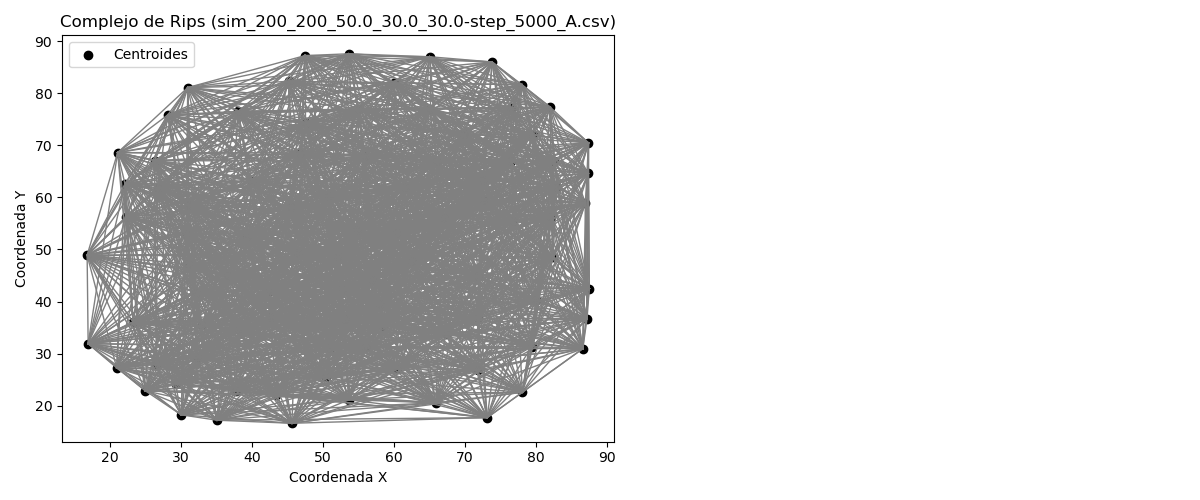 Complejo de Rips (sim_200_200_50.0_30.0_30.0-step_5000_A.csv)
Centroides
90
80
70
60
50
40
30
20
Coordenada Y
20 30 40 50 60 70 80 90
Coordenada X